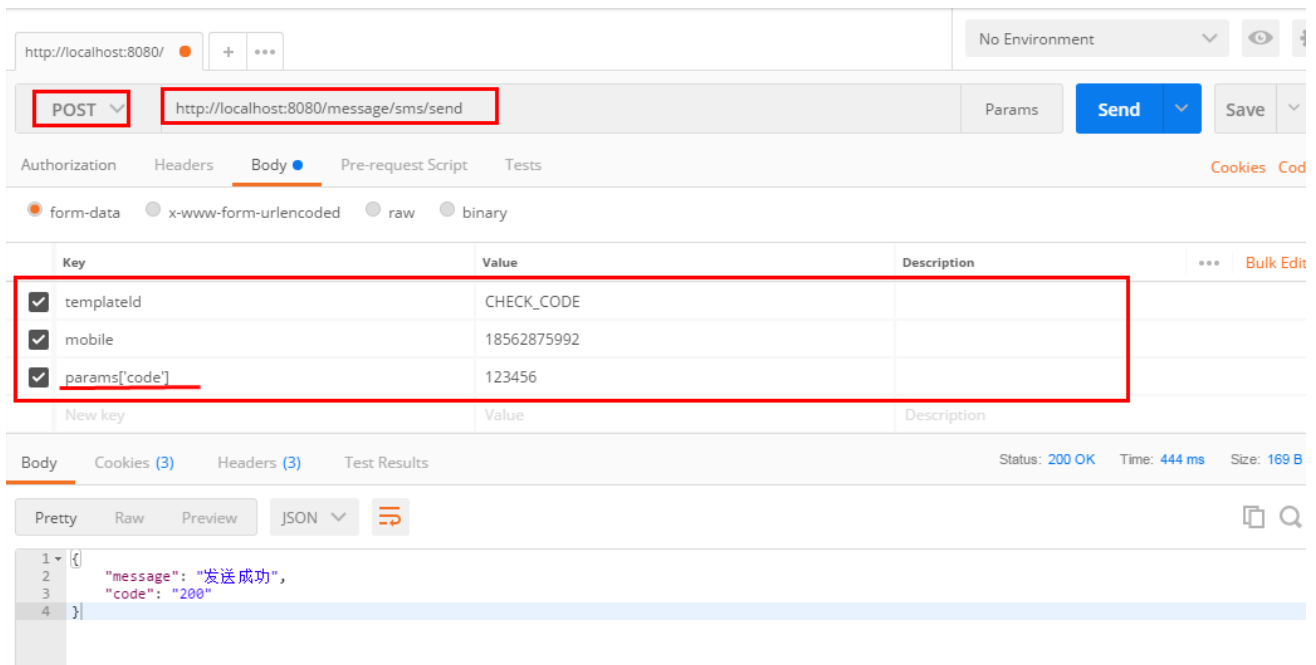 http://localhost:8080/ + ••• No Environment
POST http://localhost:8080/message/sms/send Params Send Save
Authorization Headers Body Pre-request Script Tests Cookies Cod
form-data x-www-form-urlencoded raw binary
Key Value Description ••• Bulk Edit
templateId CHECK_CODE
mobile 18562875992
params['code'] 123456
New key Value Description
Body Cookies (3) Headers (3) Test Results Status: 200 OK Time: 444 ms Size: 169 B
Pretty Raw Preview JSON
1 {
2 "message": "发送成功",
3 "code": "200"
4 }